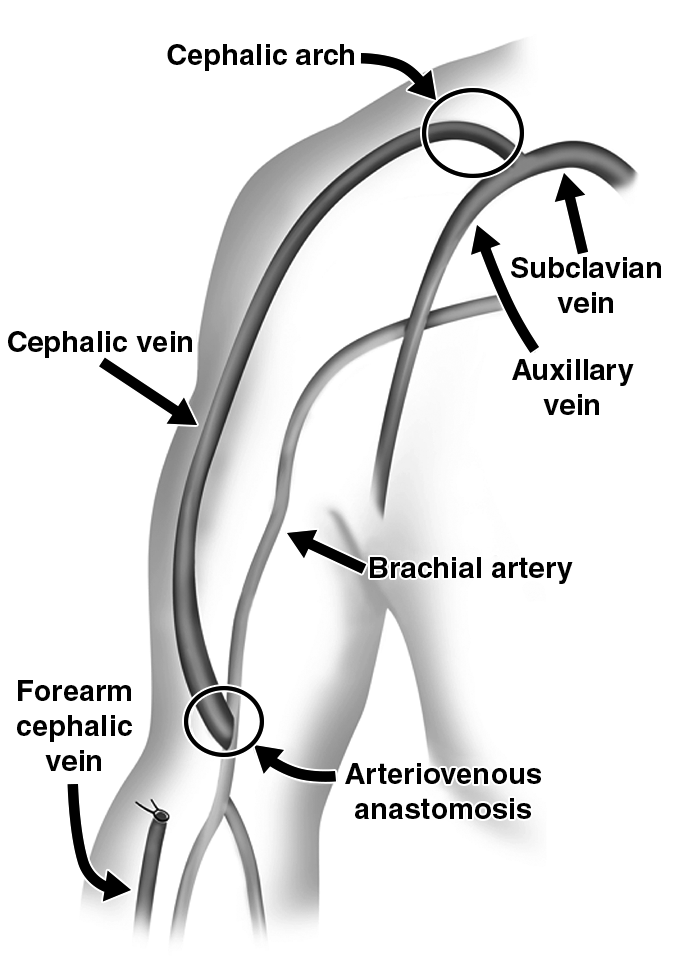 Cephalic arch
Subclavian
vein
Cephalic vein
Auxillary
vein
Brachial artery
Forearm
cephalic
vein
Arteriovenous
anastomosis